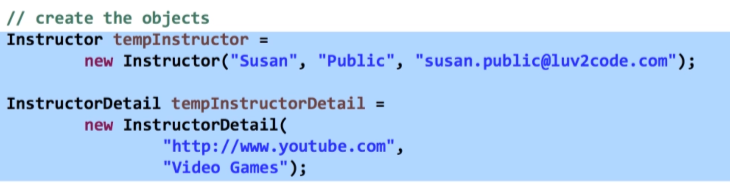 // create the objects
Instructor tempInstructor =
new Instructor("Susan", "Public", "susan.public@luv2code.com");
InstructorDetail tempInstructorDetail =
new InstructorDetail(
"http://www.youtube.com",
"Video Games");